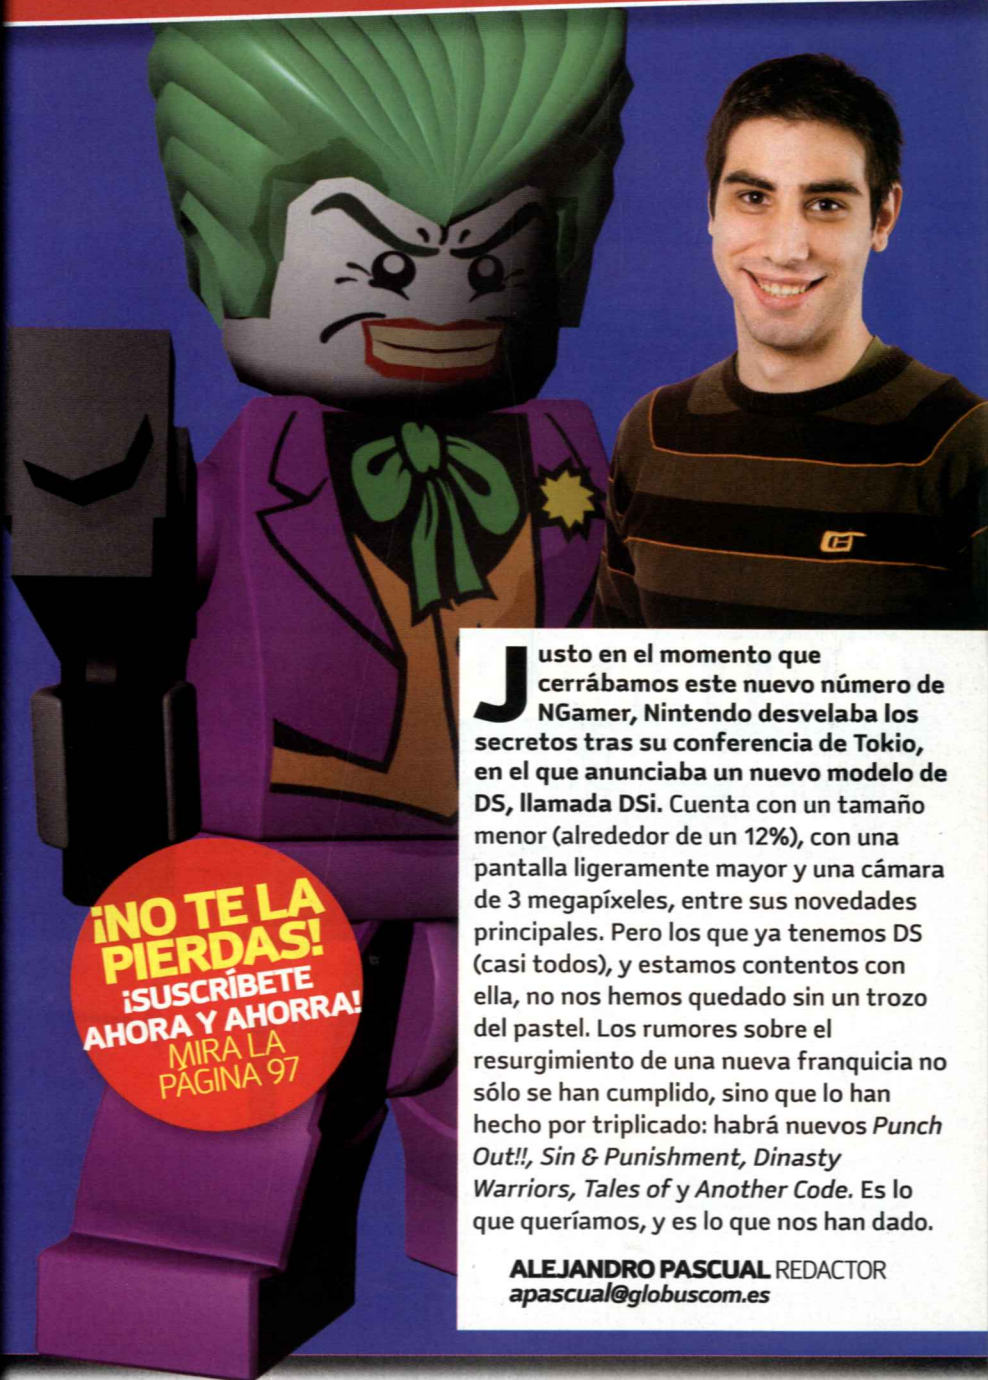 Justo en el momento que
cerrábamos este nuevo número de
NGamer, Nintendo desvelaba los
secretos tras su conferencia de Tokio,
en el que anunciaba un nuevo modelo de
DS, llamada DSi. Cuenta con un tamaño
menor (alrededor de un 12%), con una
pantalla ligeramente mayor y una cámara
de 3 megapíxeles, entre sus novedades
principales. Pero los que ya tenemos DS
(casi todos), y estamos contentos con
ella, no nos hemos quedado sin un trozo
del pastel. Los rumores sobre el
resurgimiento de una nueva franquicia no
sólo se han cumplido, sino que lo han
hecho por triplicado: habrá nuevos Punch
Out!!, Sin & Punishment, Dinasty
Warriors, Tales of y Another Code. Es lo
que queríamos, y es lo que nos han dado.
ALEJANDRO PASCUAL REDACTOR
apascual@globuscom.es
¡NO TE LA
PIERDAS!
¡SUSCRÍBETE
AHORA Y AHORRA!
MIRA LA
PÁGINA 97